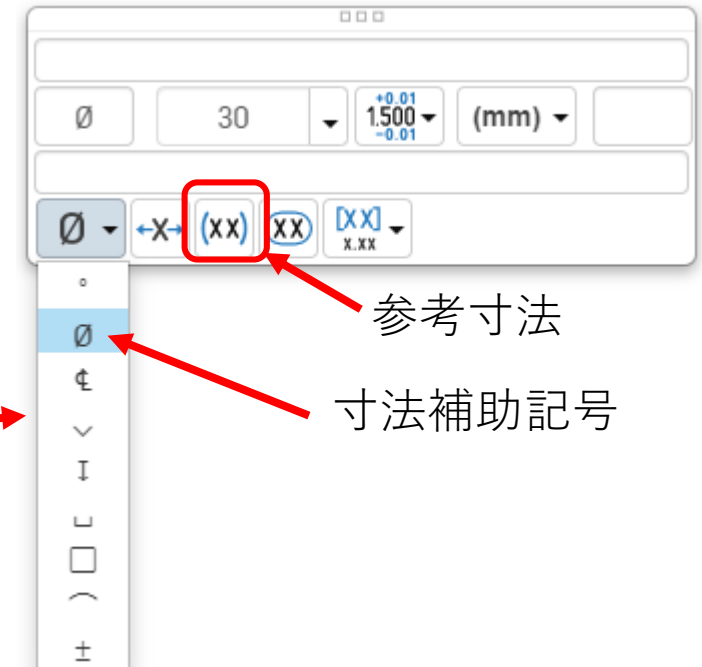 Ø 30 +0.01 1.500 -0.01 (mm)
Ø ←X→ (XX) XX [XX] X.XX
°
Ø
℄
⌵
↧
⌴
□
⌒
±
参考寸法
寸法補助記号